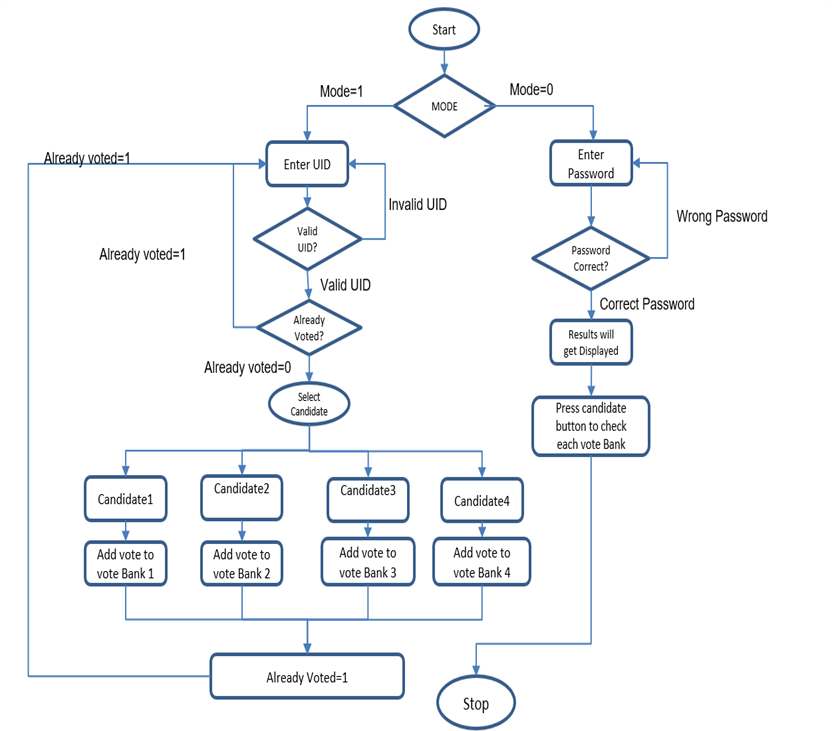 Start
MODE
Mode=1
Mode=0
Enter UID
Enter
Password
Already voted=1
Invalid UID
Wrong Password
Valid
UID?
Password
Correct?
Already voted=1
Valid UID
Correct Password
Already
Voted?
Results will
get Displayed
Already voted=0
Select
Candidate
Press candidate
button to check
each vote Bank
Candidate1
Candidate2
Candidate3
Candidate4
Add vote to
vote Bank 1
Add vote to
vote Bank 2
Add vote to
vote Bank 3
Add vote to
vote Bank 4
Already Voted=1
Stop